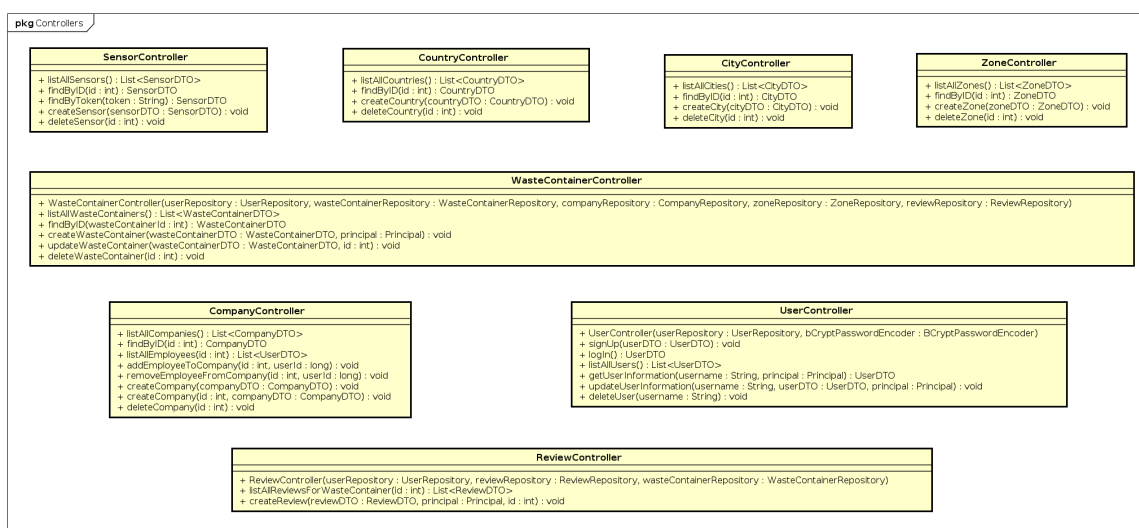 pkg Controllers
SensorController
+ listAllSensors() : List<SensorDTO>
+ findByID(id : int) : SensorDTO
+ findByToken(token : String) : SensorDTO
+ createSensor(sensorDTO : SensorDTO) : void
+ deleteSensor(id : int) : void
CountryController
+ listAllCountries() : List<CountryDTO>
+ findByID(id : int) : CountryDTO
+ createCountry(countryDTO : CountryDTO) : void
+ deleteCountry(id : int) : void
CityController
+ listAllCities() : List<CityDTO>
+ findByID(id : int) : CityDTO
+ createCity(cityDTO : CityDTO) : void
+ deleteCity(id : int) : void
ZoneController
+ listAllZones() : List<ZoneDTO>
+ findByID(id : int) : ZoneDTO
+ createZone(zoneDTO : ZoneDTO) : void
+ deleteZone(id : int) : void
WasteContainerController
+ WasteContainerController(userRepository : UserRepository, wasteContainerRepository : WasteContainerRepository, companyRepository : CompanyRepository, zoneRepository : ZoneRepository, reviewRepository : ReviewRepository)
+ listAllWasteContainers() : List<WasteContainerDTO>
+ findByID(wasteContainerId : int) : WasteContainerDTO
+ createWasteContainer(wasteContainerDTO : WasteContainerDTO, principal : Principal) : void
+ updateWasteContainer(wasteContainerDTO : WasteContainerDTO, id : int) : void
+ deleteWasteContainer(id : int) : void
CompanyController
+ listAllCompanies() : List<CompanyDTO>
+ findByID(id : int) : CompanyDTO
+ listAllEmployees(id : int) : List<UserDTO>
+ addEmployeeToCompany(id : int, userId : long) : void
+ removeEmployeeFromCompany(id : int, userId : long) : void
+ createCompany(companyDTO : CompanyDTO) : void
+ createCompany(id : int, companyDTO : CompanyDTO) : void
+ deleteCompany(id : int) : void
UserController
+ UserController(userRepository : UserRepository, bCryptPasswordEncoder : BCryptPasswordEncoder)
+ signUp(userDTO : UserDTO) : void
+ logIn() : UserDTO
+ listAllUsers() : List<UserDTO>
+ getUserInformation(username : String, principal : Principal) : UserDTO
+ updateUserInformation(username : String, userDTO : UserDTO, principal : Principal) : void
+ deleteUser(username : String) : void
ReviewController
+ ReviewController(userRepository : UserRepository, reviewRepository : ReviewRepository, wasteContainerRepository : WasteContainerRepository)
+ listAllReviewsForWasteContainer(id : int) : List<ReviewDTO>
+ createReview(reviewDTO : ReviewDTO, principal : Principal, id : int) : void